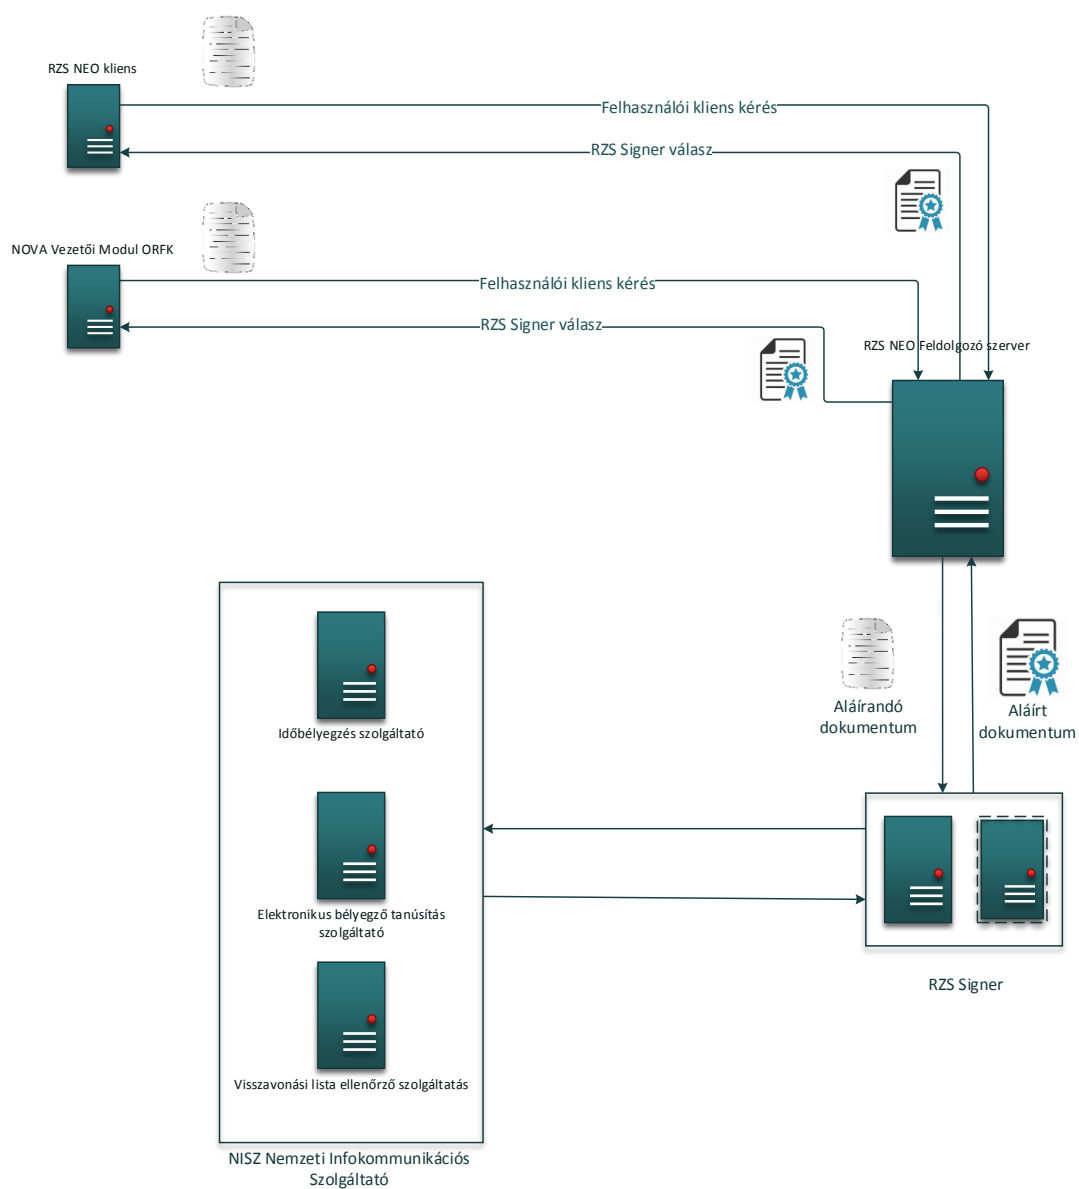 RZS NEO kliens
Felhasználói kliens kérés
RZS Signer válasz
NOVA Vezetői Modul ORFK
Felhasználói kliens kérés
RZS Signer válasz
RZS NEO Feldolgozó szerver
Aláírandó
dokumentum
Aláírt
dokumentum
Időbélyegzés szolgáltató
Elektronikus bélyegző tanúsítás
szolgáltató
RZS Signer
Visszavonási lista ellenőrző szolgáltatás
NISZ Nemzeti Infokommunikációs
Szolgáltató